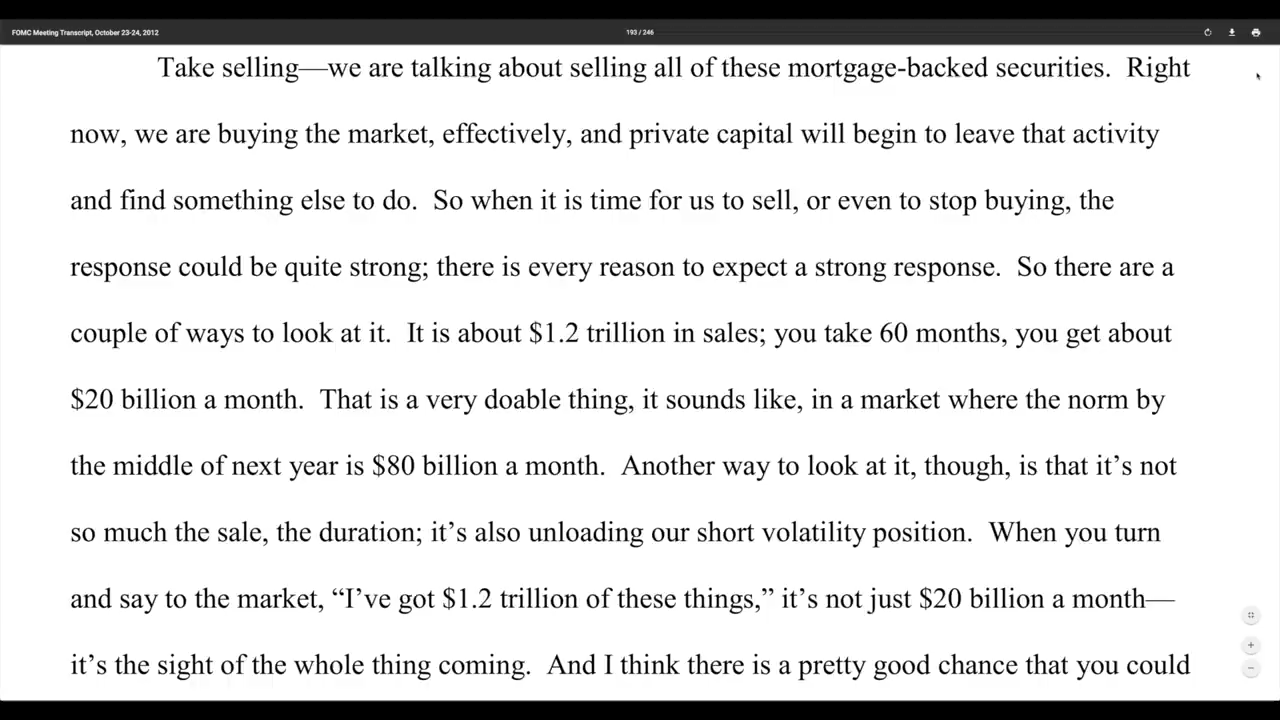 FOMC Meeting Transcript, October 23-24, 2012
193 / 246
Take selling—we are talking about selling all of these mortgage-backed securities.  Right
now, we are buying the market, effectively, and private capital will begin to leave that activity
and find something else to do.  So when it is time for us to sell, or even to stop buying, the
response could be quite strong; there is every reason to expect a strong response.  So there are a
couple of ways to look at it.  It is about $1.2 trillion in sales; you take 60 months, you get about
$20 billion a month.  That is a very doable thing, it sounds like, in a market where the norm by
the middle of next year is $80 billion a month.  Another way to look at it, though, is that it’s not
so much the sale, the duration; it’s also unloading our short volatility position.  When you turn
and say to the market, “I’ve got $1.2 trillion of these things,” it’s not just $20 billion a month—
it’s the sight of the whole thing coming.  And I think there is a pretty good chance that you could